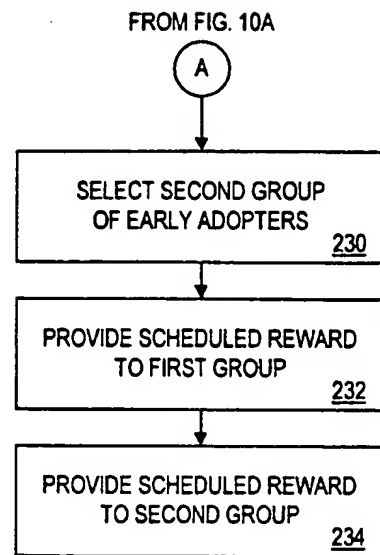 FROM FIG. 10A
A
SELECT SECOND GROUP
OF EARLY ADOPTERS
230
PROVIDE SCHEDULED REWARD
TO FIRST GROUP
232
PROVIDE SCHEDULED REWARD
TO SECOND GROUP
234